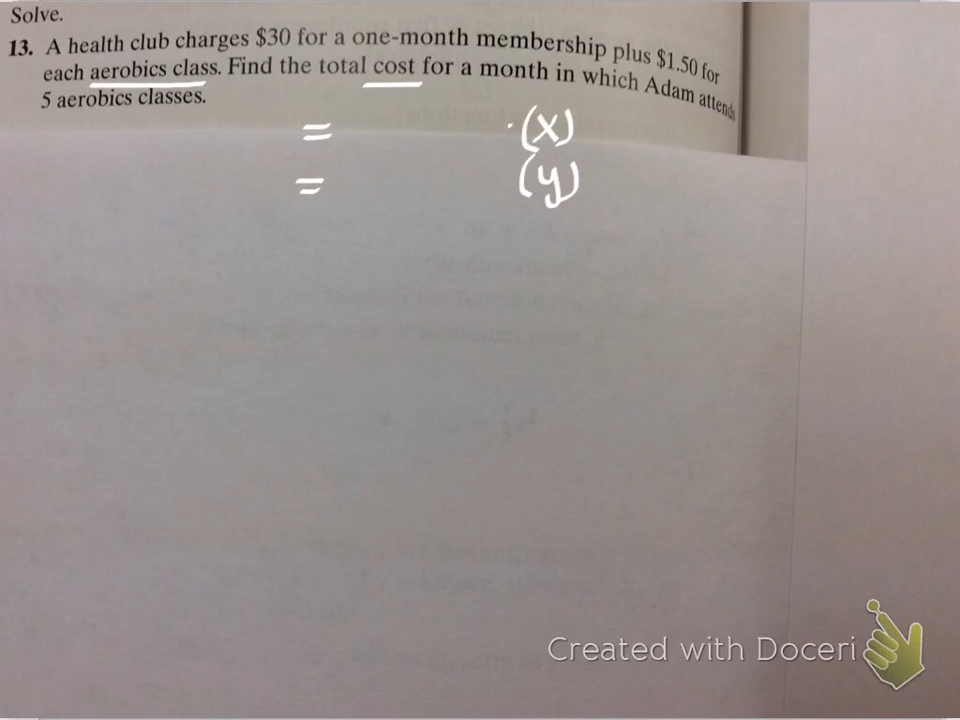 Solve.
13. A health club charges $30 for a one-month membership plus $1.50 for
each aerobics class. Find the total cost for a month in which Adam attends
5 aerobics classes.
= (x)
= (y)
Created with Doceri